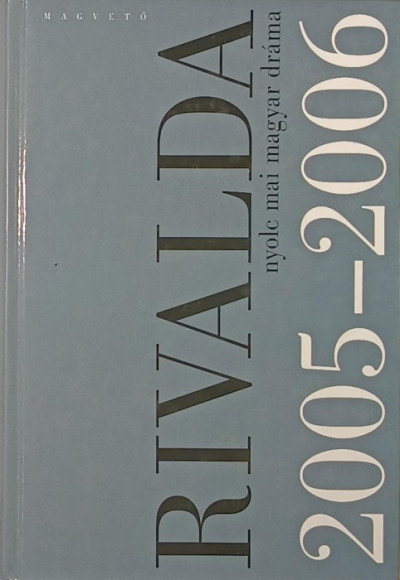 MAGVETŐ
RIVALDA
nyolc mai magyar dráma
2005–2006